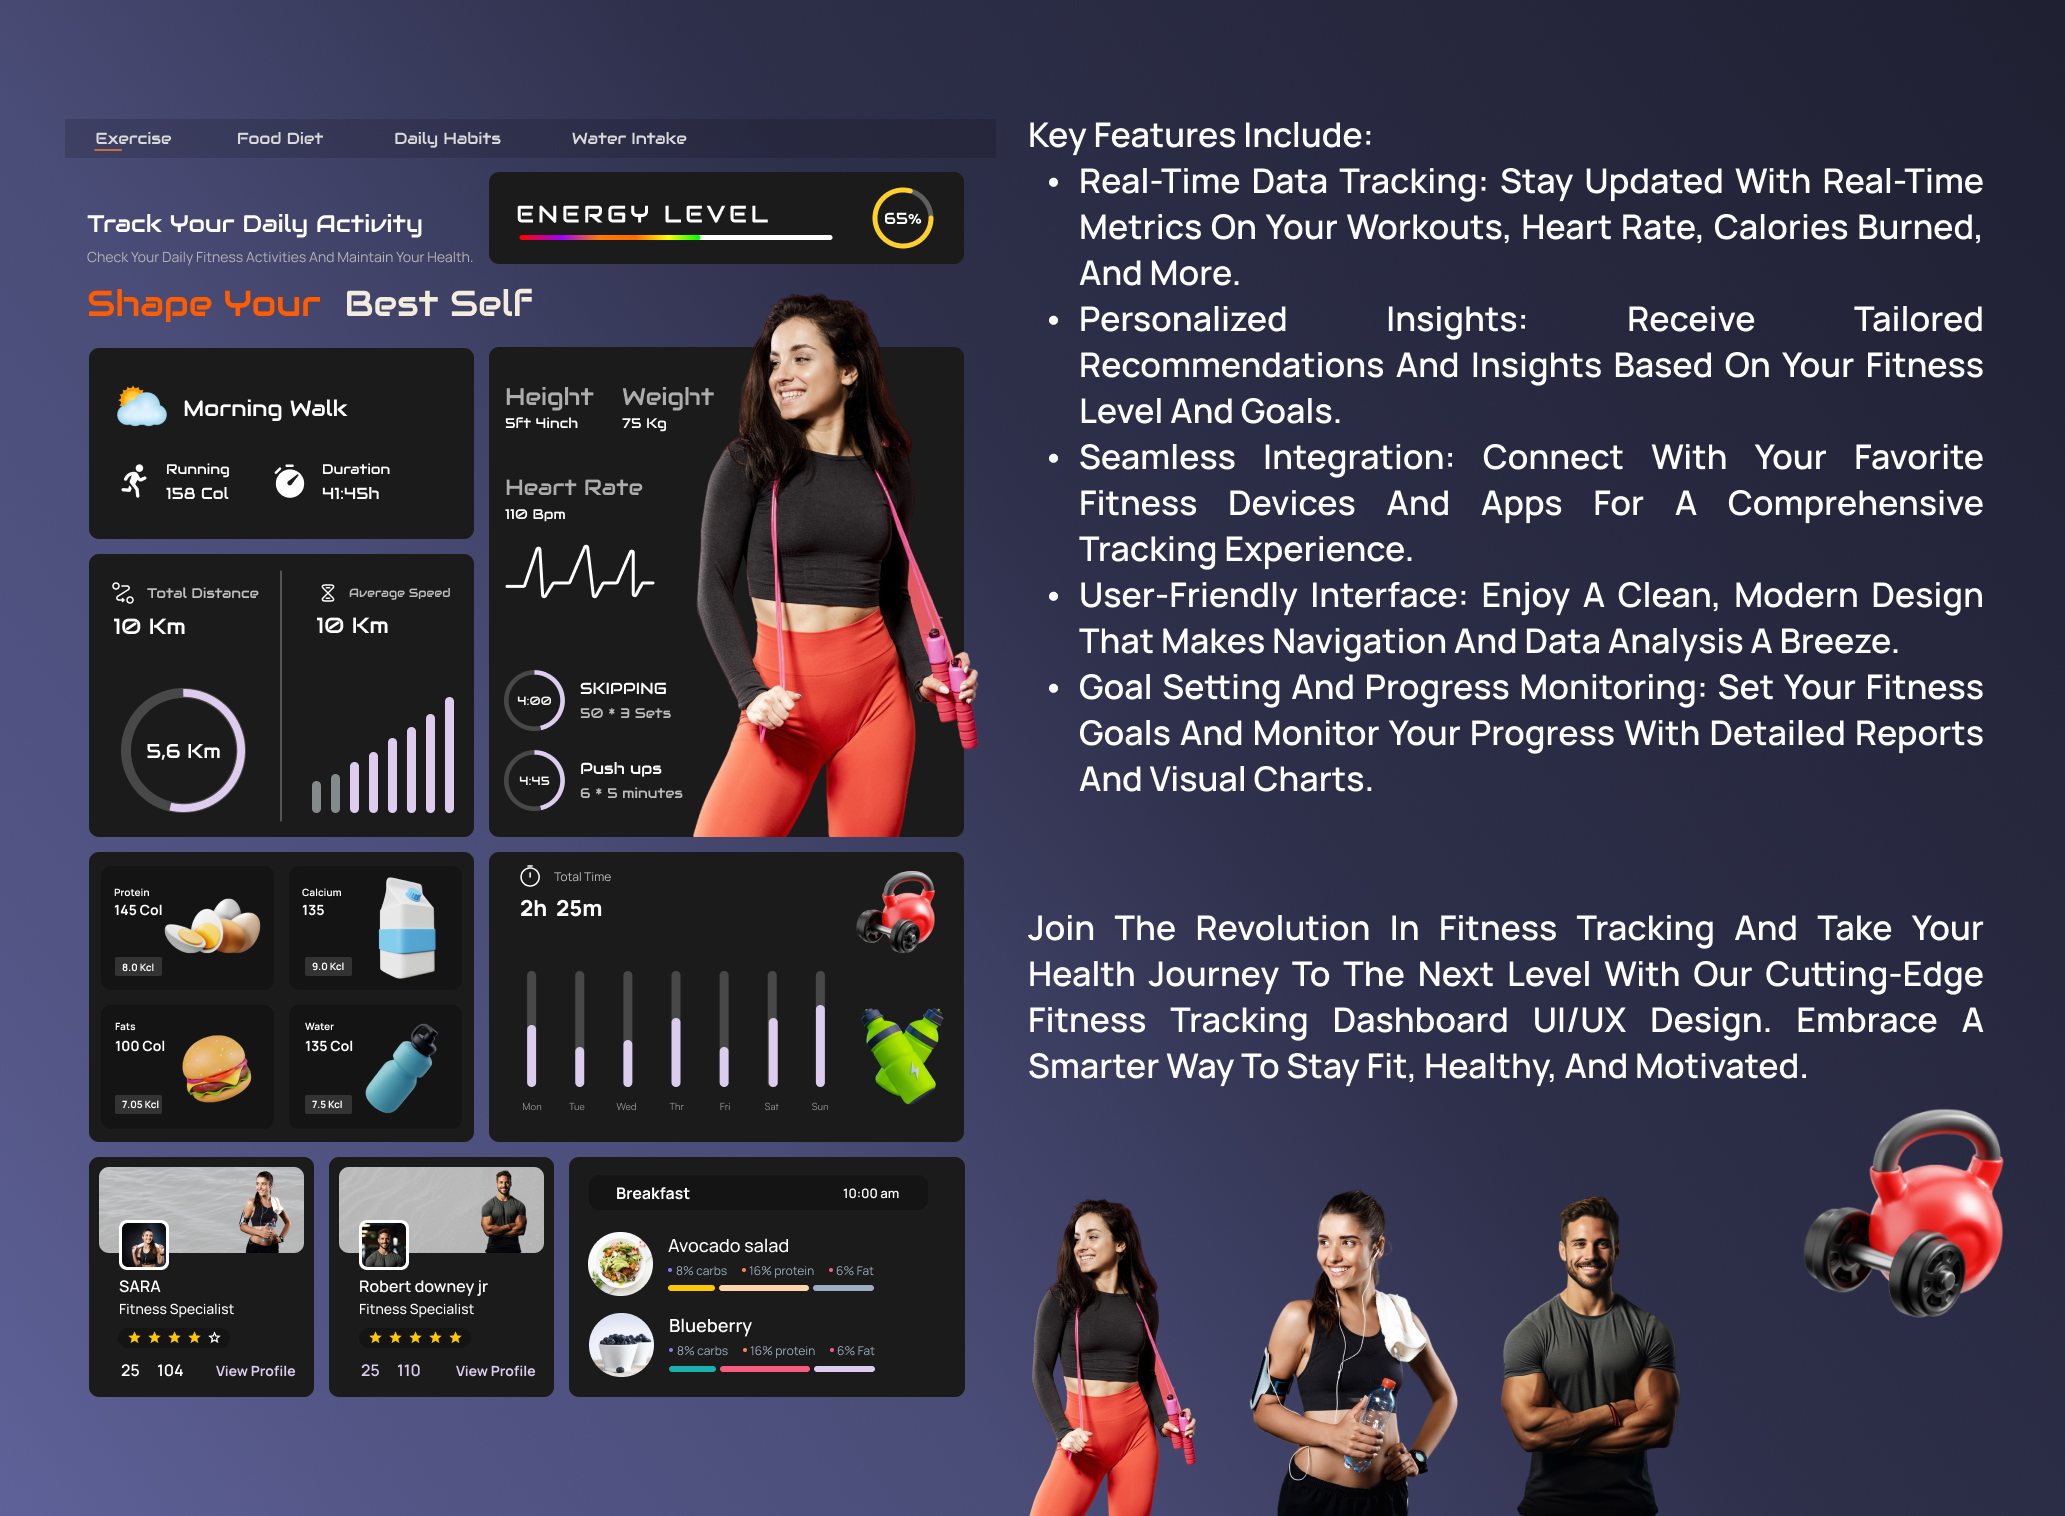 Exercise
Food Diet
Daily Habits
Water Intake
Track Your Daily Activity
Check Your Daily Fitness Activities And Maintain Your Health.
ENERGY LEVEL
65%
Shape Your Best Self
Morning Walk
Running
158 Col
Duration
41:45h
Height
5ft 4inch
Weight
75 Kg
Heart Rate
110 Bpm
Total Distance
10 Km
Average Speed
10 Km
5,6 Km
4:00
SKIPPING
50 * 3 Sets
4:45
Push ups
6 * 5 minutes
Protein
145 Col
8.0 Kcl
Calcium
135
9.0 Kcl
Fats
100 Col
7.05 Kcl
Water
135 Col
7.5 Kcl
Total Time
2h 25m
Mon Tue Wed Thr Fri Sat Sun
SARA
Fitness Specialist
25 104 View Profile
Robert downey jr
Fitness Specialist
25 110 View Profile
Breakfast 10:00 am
Avocado salad
• 8% carbs • 16% protein • 6% Fat
Blueberry
• 8% carbs • 16% protein • 6% Fat
Key Features Include:
• Real-Time Data Tracking: Stay Updated With Real-Time
Metrics On Your Workouts, Heart Rate, Calories Burned,
And More.
• Personalized Insights: Receive Tailored
Recommendations And Insights Based On Your Fitness
Level And Goals.
• Seamless Integration: Connect With Your Favorite
Fitness Devices And Apps For A Comprehensive
Tracking Experience.
• User-Friendly Interface: Enjoy A Clean, Modern Design
That Makes Navigation And Data Analysis A Breeze.
• Goal Setting And Progress Monitoring: Set Your Fitness
Goals And Monitor Your Progress With Detailed Reports
And Visual Charts.
Join The Revolution In Fitness Tracking And Take Your
Health Journey To The Next Level With Our Cutting-Edge
Fitness Tracking Dashboard UI/UX Design. Embrace A
Smarter Way To Stay Fit, Healthy, And Motivated.